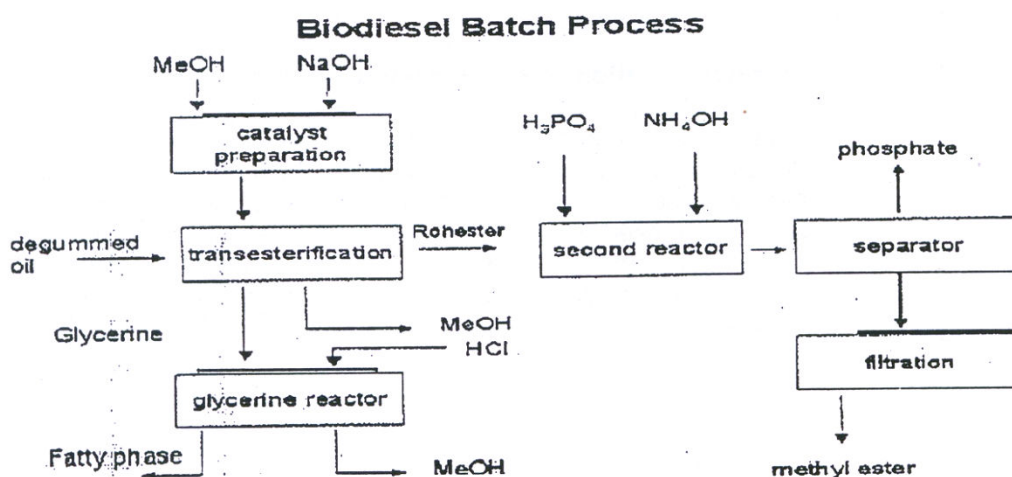 Biodiesel Batch Process
MeOH
NaOH
catalyst
preparation
H₃PO₄
NH₄OH
phosphate
degummed
oil
transesterification
Rohester
second reactor
separator
Glycerine
MeOH
HCl
filtration
glycerine reactor
Fatty phase
MeOH
methyl ester